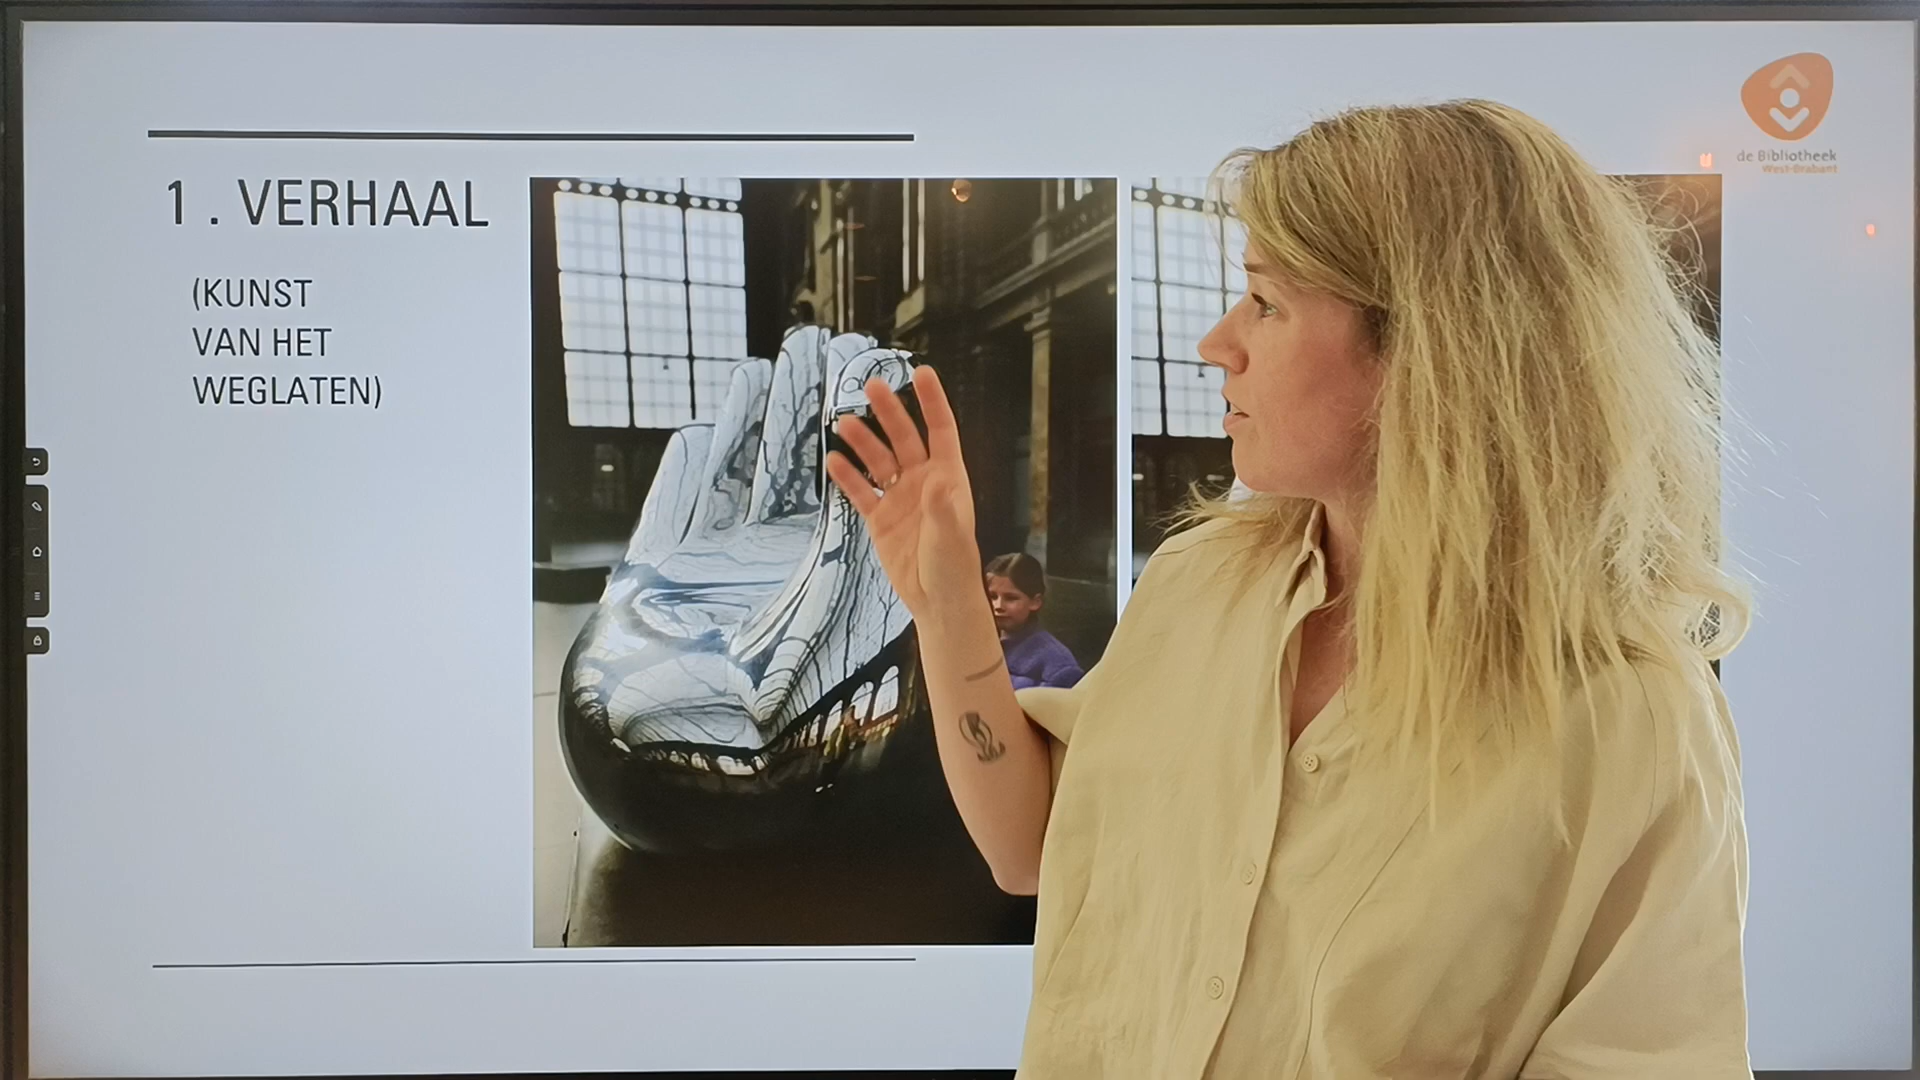 1 . VERHAAL
(KUNST
VAN HET
WEGLATEN)
de Bibliotheek
West-Brabant